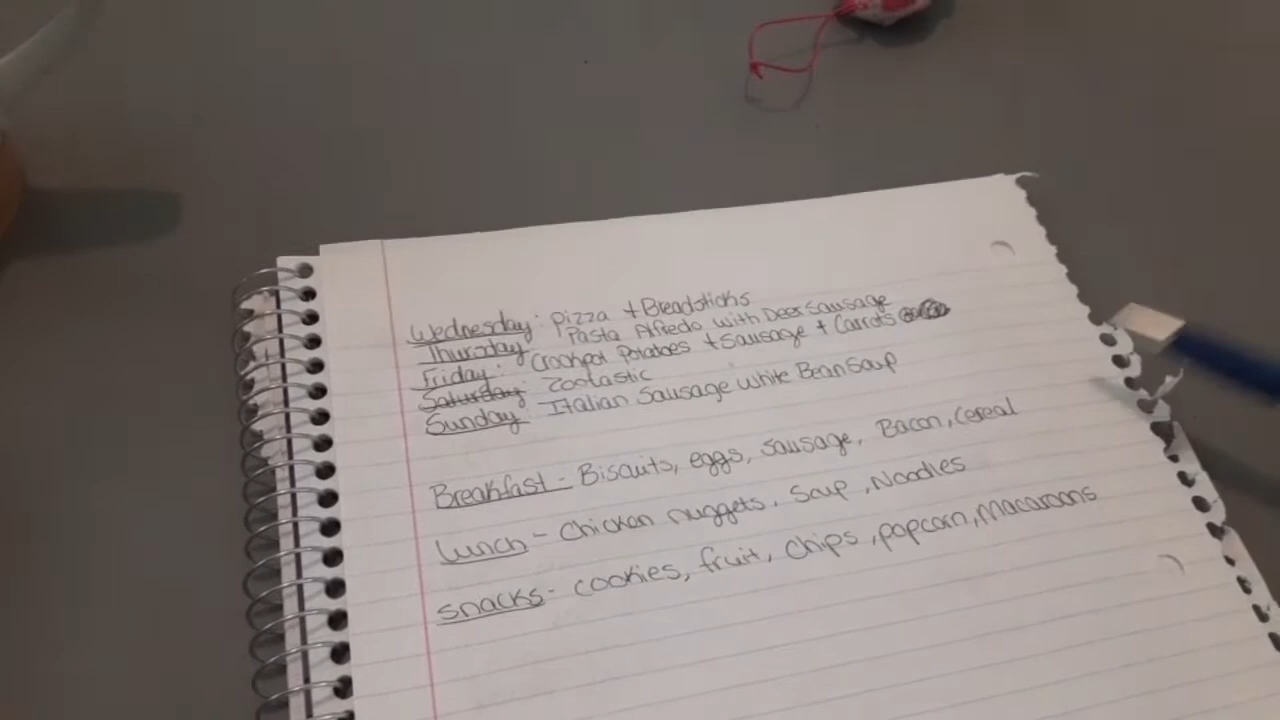 Wednesday: Pizza + Breadsticks
Thursday: Pasta Alfredo with Deer Sausage
Friday: Crockpot Potatoes + Sausage + Carrots
Saturday: Zootastic
Sunday: Italian Sausage White Bean Soup
Breakfast - Biscuits, eggs, Sausage, Bacon, Cereal
Lunch - Chicken nuggets, Soup, Noodles
Snacks - cookies, fruit, chips, popcorn, Macaroons